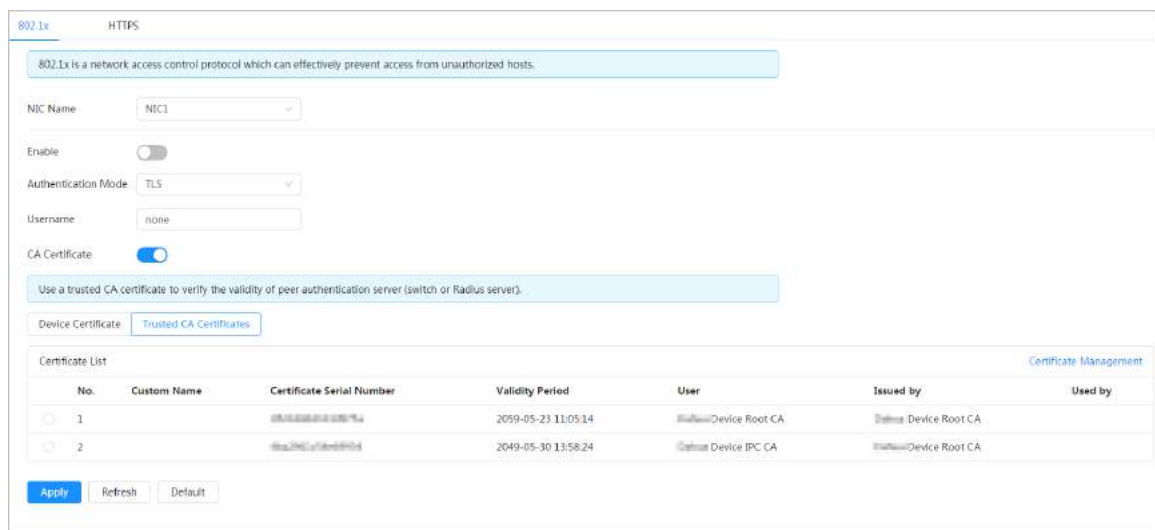 802.1x HTTPS
802.1x is a network access control protocol which can effectively prevent access from unauthorized hosts.
NIC Name NIC1
Enable
Authentication Mode TLS
Username none
CA Certificate
Use a trusted CA certificate to verify the validity of peer authentication server (switch or Radius server).
Device Certificate Trusted CA Certificates
Certificate List Certificate Management
No. Custom Name Certificate Serial Number Validity Period User Issued by Used by
1 2059-05-23 11:05:14 Device Root CA Device Root CA
2 2049-05-30 13:58:24 Device IPC CA Device Root CA
Apply Refresh Default